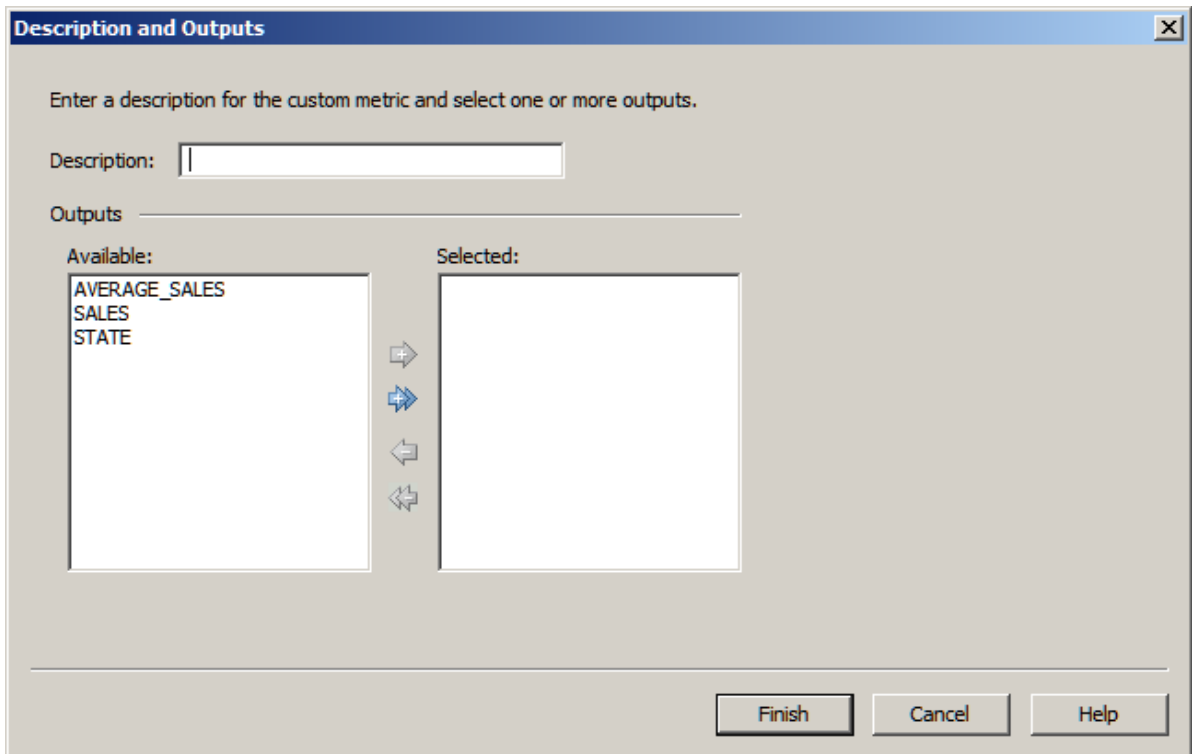 Description and Outputs
Enter a description for the custom metric and select one or more outputs.
Description:
Outputs
Available:
Selected:
AVERAGE_SALES
SALES
STATE
Finish
Cancel
Help